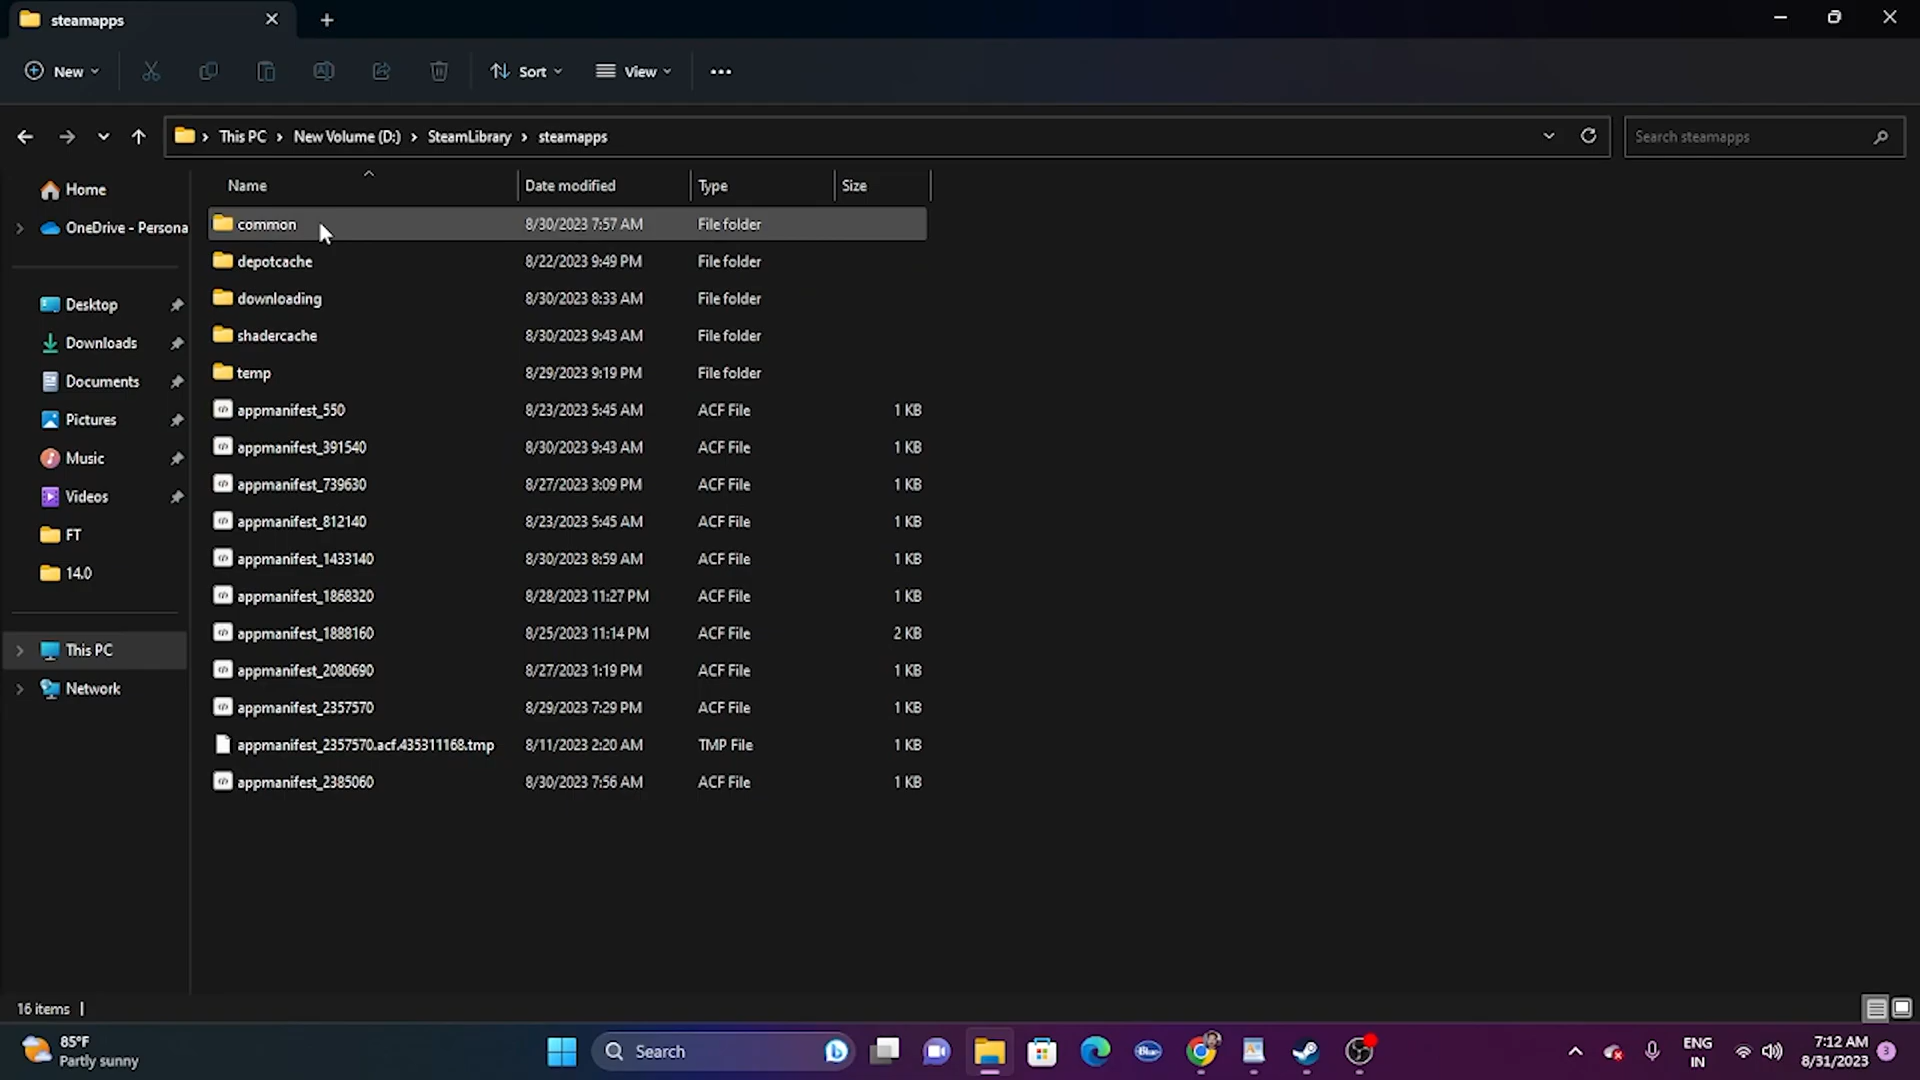 steamapps
New
Sort
View
This PC
New Volume (D:)
SteamLibrary
steamapps
Search steamapps
Name
Date modified
Type
Size
Home
OneDrive - Persona
Desktop
Downloads
Documents
Pictures
Music
Videos
FT
14.0
This PC
Network
common 8/30/2023 7:57 AM File folder
depotcache 8/22/2023 9:49 PM File folder
downloading 8/30/2023 8:33 AM File folder
shadercache 8/30/2023 9:43 AM File folder
temp 8/29/2023 9:19 PM File folder
appmanifest_550 8/23/2023 5:45 AM ACF File 1 KB
appmanifest_391540 8/30/2023 9:43 AM ACF File 1 KB
appmanifest_739630 8/27/2023 3:09 PM ACF File 1 KB
appmanifest_812140 8/23/2023 5:45 AM ACF File 1 KB
appmanifest_1433140 8/30/2023 8:59 AM ACF File 1 KB
appmanifest_1868320 8/28/2023 11:27 PM ACF File 1 KB
appmanifest_1888160 8/25/2023 11:14 PM ACF File 2 KB
appmanifest_2080690 8/27/2023 1:19 PM ACF File 1 KB
appmanifest_2357570 8/29/2023 7:29 PM ACF File 1 KB
appmanifest_2357570.acf.435311168.tmp 8/11/2023 2:20 AM TMP File 1 KB
appmanifest_2385060 8/30/2023 7:56 AM ACF File 1 KB
16 items
85°F
Partly sunny
Search
Blue
ENG
IN
7:12 AM
8/31/2023
3